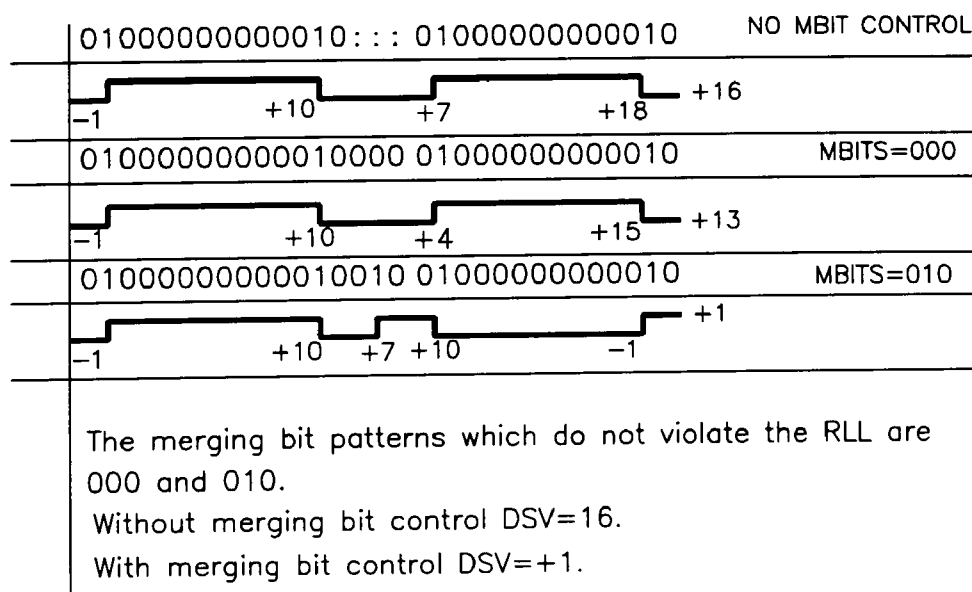 01000000000010::: 01000000000010 NO MBIT CONTROL
−1 +10 +7 +18 +16
01000000000010000 01000000000010 MBITS=000
−1 +10 +4 +15 +13
01000000000010010 01000000000010 MBITS=010
−1 +10 +7 +10 −1 +1
The merging bit patterns which do not violate the RLL are
000 and 010.
Without merging bit control DSV=16.
With merging bit control DSV=+1.